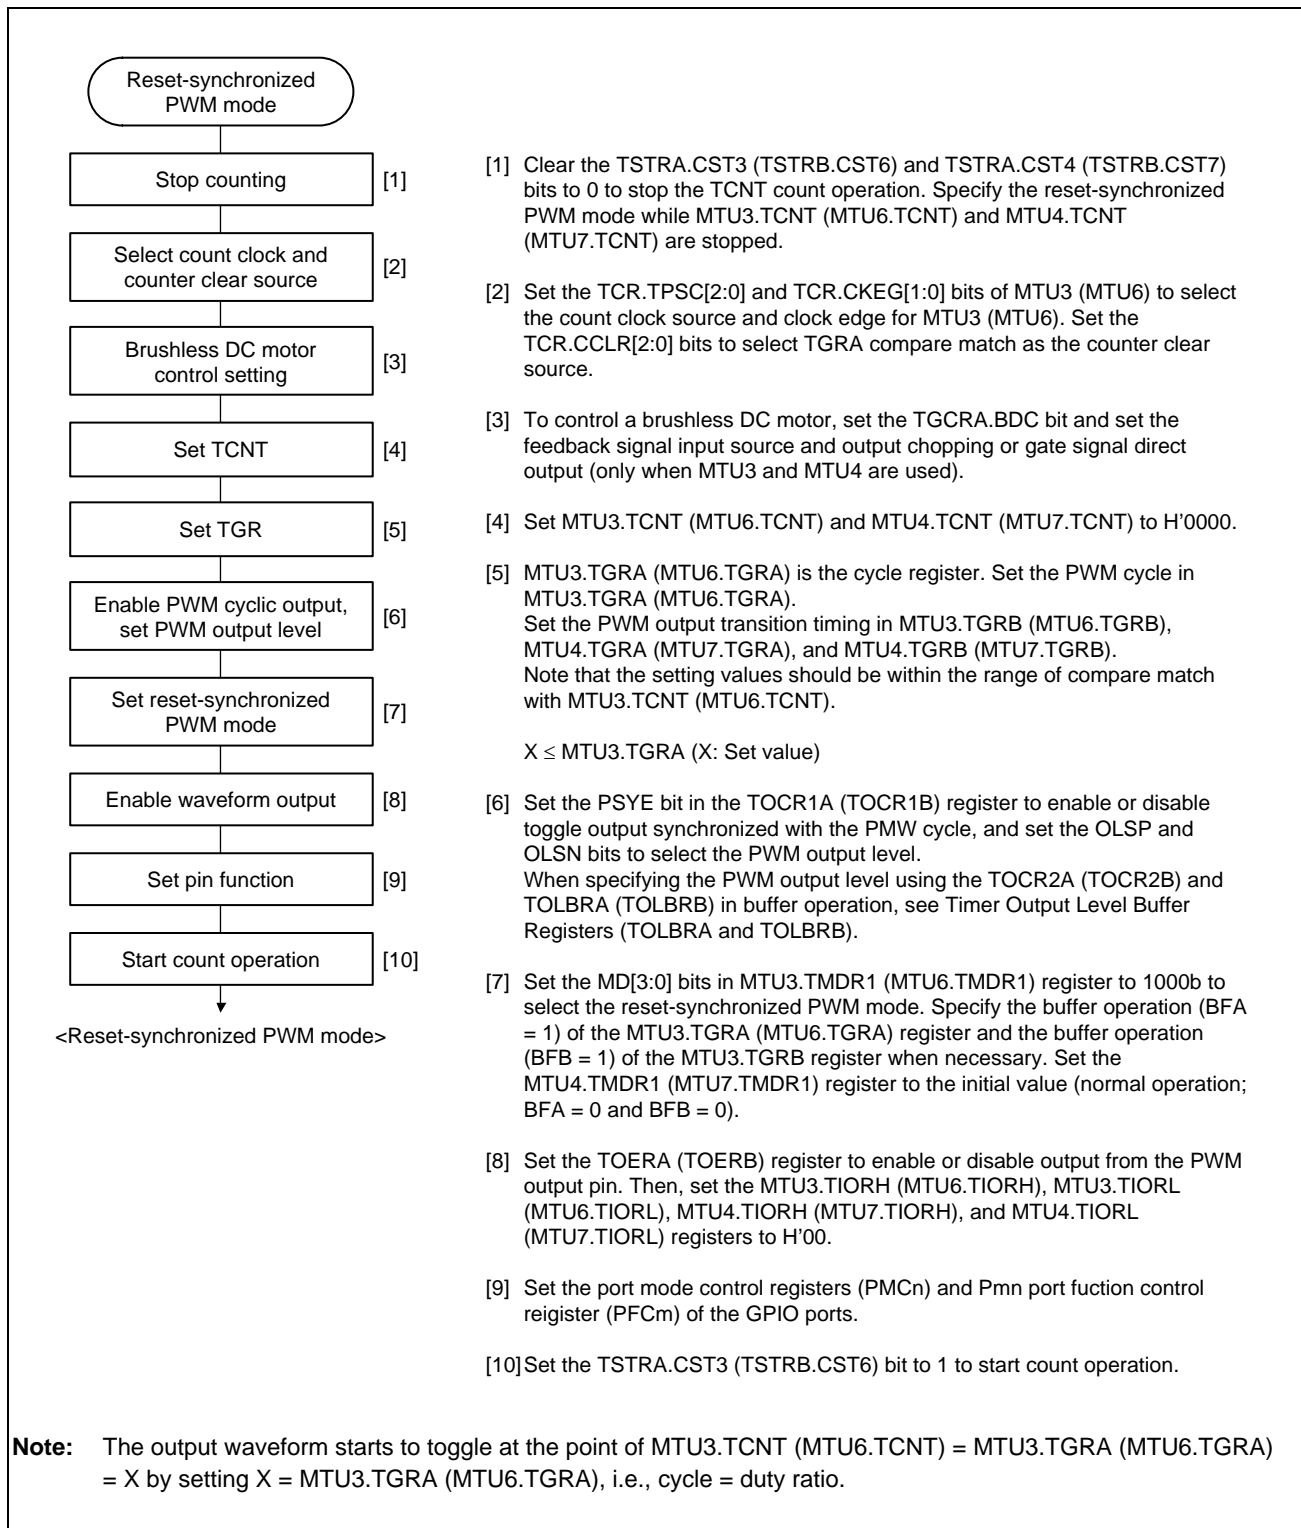 Reset-synchronized
PWM mode
Stop counting
[1]
Select count clock and
counter clear source
[2]
Brushless DC motor
control setting
[3]
Set TCNT
[4]
Set TGR
[5]
Enable PWM cyclic output,
set PWM output level
[6]
Set reset-synchronized
PWM mode
[7]
Enable waveform output
[8]
Set pin function
[9]
Start count operation
[10]
<Reset-synchronized PWM mode>
[1] Clear the TSTRA.CST3 (TSTRB.CST6) and TSTRA.CST4 (TSTRB.CST7)
bits to 0 to stop the TCNT count operation. Specify the reset-synchronized
PWM mode while MTU3.TCNT (MTU6.TCNT) and MTU4.TCNT
(MTU7.TCNT) are stopped.
[2] Set the TCR.TPSC[2:0] and TCR.CKEG[1:0] bits of MTU3 (MTU6) to select
the count clock source and clock edge for MTU3 (MTU6). Set the
TCR.CCLR[2:0] bits to select TGRA compare match as the counter clear
source.
[3] To control a brushless DC motor, set the TGCRA.BDC bit and set the
feedback signal input source and output chopping or gate signal direct
output (only when MTU3 and MTU4 are used).
[4] Set MTU3.TCNT (MTU6.TCNT) and MTU4.TCNT (MTU7.TCNT) to H'0000.
[5] MTU3.TGRA (MTU6.TGRA) is the cycle register. Set the PWM cycle in
MTU3.TGRA (MTU6.TGRA).
Set the PWM output transition timing in MTU3.TGRB (MTU6.TGRB),
MTU4.TGRA (MTU7.TGRA), and MTU4.TGRB (MTU7.TGRB).
Note that the setting values should be within the range of compare match
with MTU3.TCNT (MTU6.TCNT).
X ≤ MTU3.TGRA (X: Set value)
[6] Set the PSYE bit in the TOCR1A (TOCR1B) register to enable or disable
toggle output synchronized with the PMW cycle, and set the OLSP and
OLSN bits to select the PWM output level.
When specifying the PWM output level using the TOCR2A (TOCR2B) and
TOLBRA (TOLBRB) in buffer operation, see Timer Output Level Buffer
Registers (TOLBRA and TOLBRB).
[7] Set the MD[3:0] bits in MTU3.TMDR1 (MTU6.TMDR1) register to 1000b to
select the reset-synchronized PWM mode. Specify the buffer operation (BFA
= 1) of the MTU3.TGRA (MTU6.TGRA) register and the buffer operation
(BFB = 1) of the MTU3.TGRB register when necessary. Set the
MTU4.TMDR1 (MTU7.TMDR1) register to the initial value (normal operation;
BFA = 0 and BFB = 0).
[8] Set the TOERA (TOERB) register to enable or disable output from the PWM
output pin. Then, set the MTU3.TIORH (MTU6.TIORH), MTU3.TIORL
(MTU6.TIORL), MTU4.TIORH (MTU7.TIORH), and MTU4.TIORL
(MTU7.TIORL) registers to H'00.
[9] Set the port mode control registers (PMCn) and Pmn port fuction control
reigister (PFCm) of the GPIO ports.
[10] Set the TSTRA.CST3 (TSTRB.CST6) bit to 1 to start count operation.
Note: The output waveform starts to toggle at the point of MTU3.TCNT (MTU6.TCNT) = MTU3.TGRA (MTU6.TGRA)
= X by setting X = MTU3.TGRA (MTU6.TGRA), i.e., cycle = duty ratio.